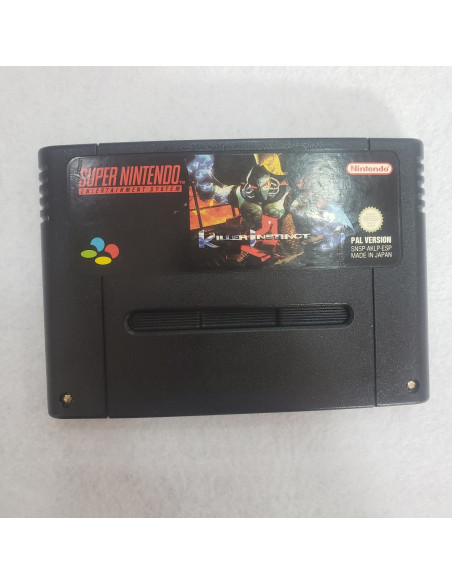 SUPER NINTENDO
ENTERTAINMENT SYSTEM
Nintendo
KILLER INSTINCT
PAL VERSION
SNSP-AKLP-ESP
MADE IN JAPAN